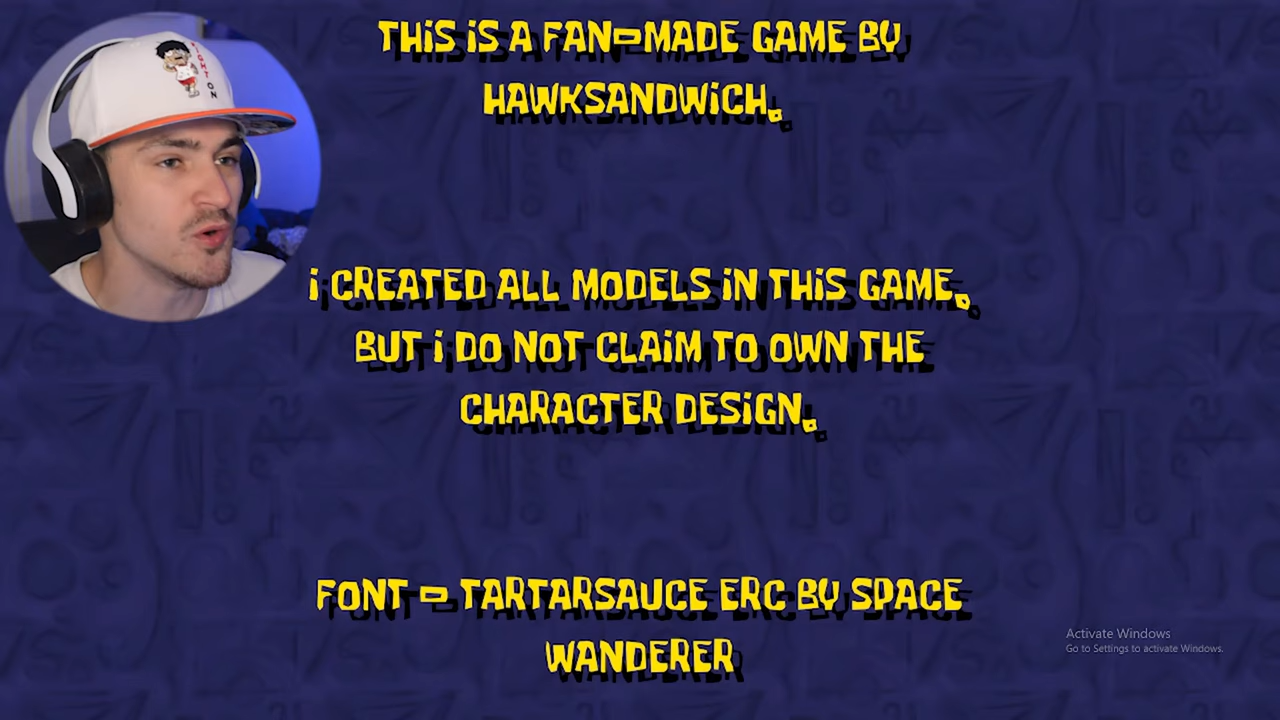 THiS iS A FAN-MADE GAME BY
HAWKSANDWiCH.
i CREATED ALL MODELS iN THiS GAME.
BUT i DO NOT CLAiM TO OWN THE
CHARACTER DESiGN.
FONT - TARTARSAUCE ERC BY SPACE
WANDERER
Activate Windows
Go to Settings to activate Windows.